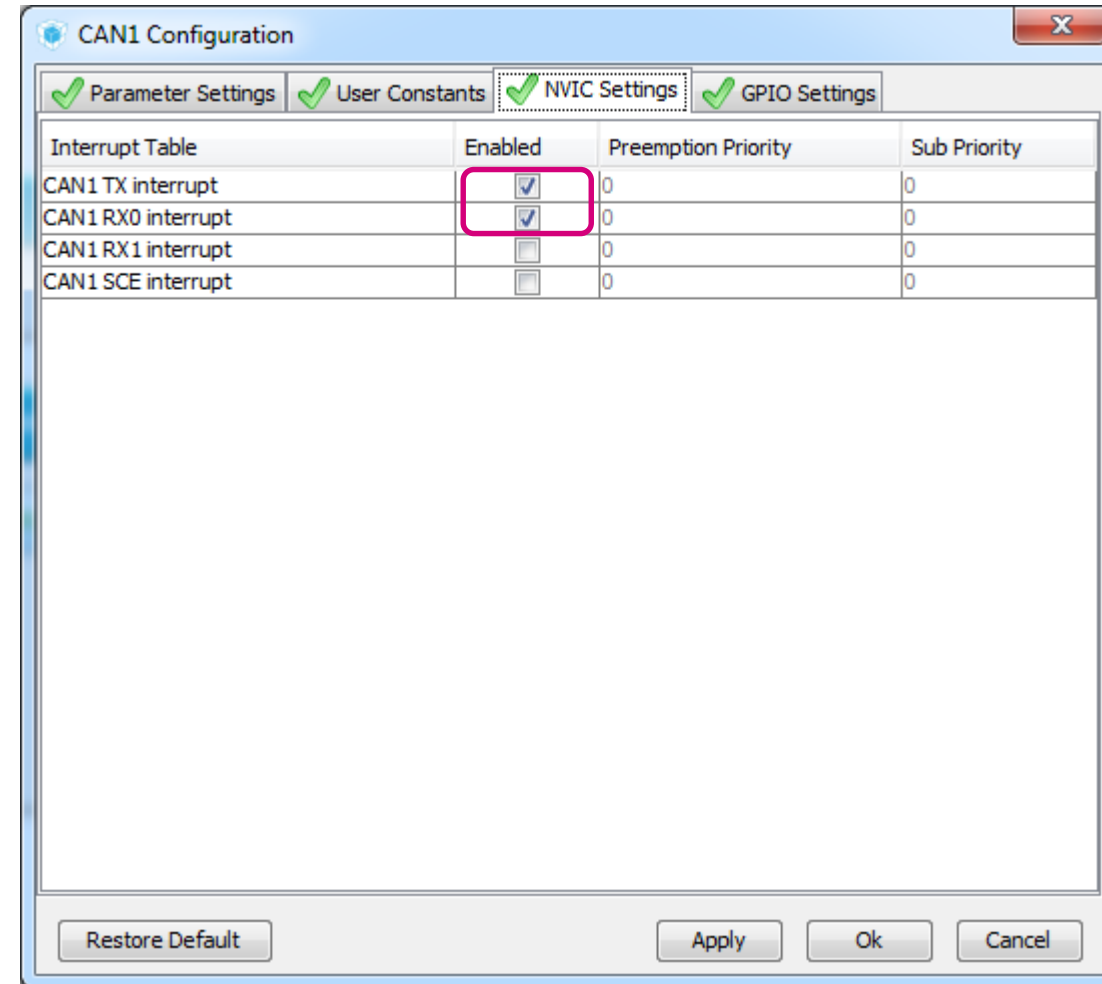 CAN1 Configuration
Parameter Settings User Constants NVIC Settings GPIO Settings
Interrupt Table Enabled Preemption Priority Sub Priority
CAN1 TX interrupt 0 0
CAN1 RX0 interrupt 0 0
CAN1 RX1 interrupt 0 0
CAN1 SCE interrupt 0 0
Restore Default Apply Ok Cancel